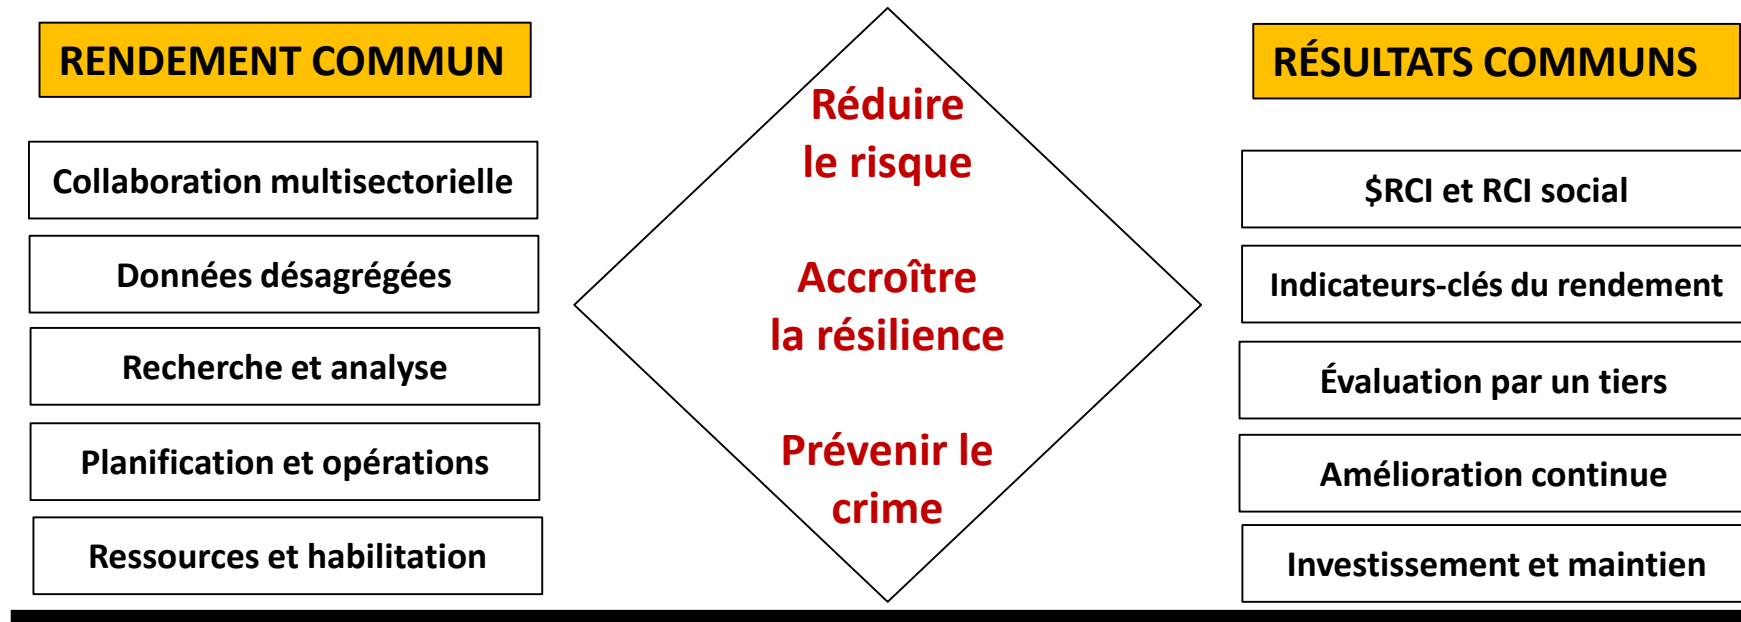 RENDEMENT COMMUN
Collaboration multisectorielle
Données désagrégées
Recherche et analyse
Planification et opérations
Ressources et habilitation
Réduire
le risque
Accroître
la résilience
Prévenir le
crime
RÉSULTATS COMMUNS
$RCI et RCI social
Indicateurs-clés du rendement
Évaluation par un tiers
Amélioration continue
Investissement et maintien